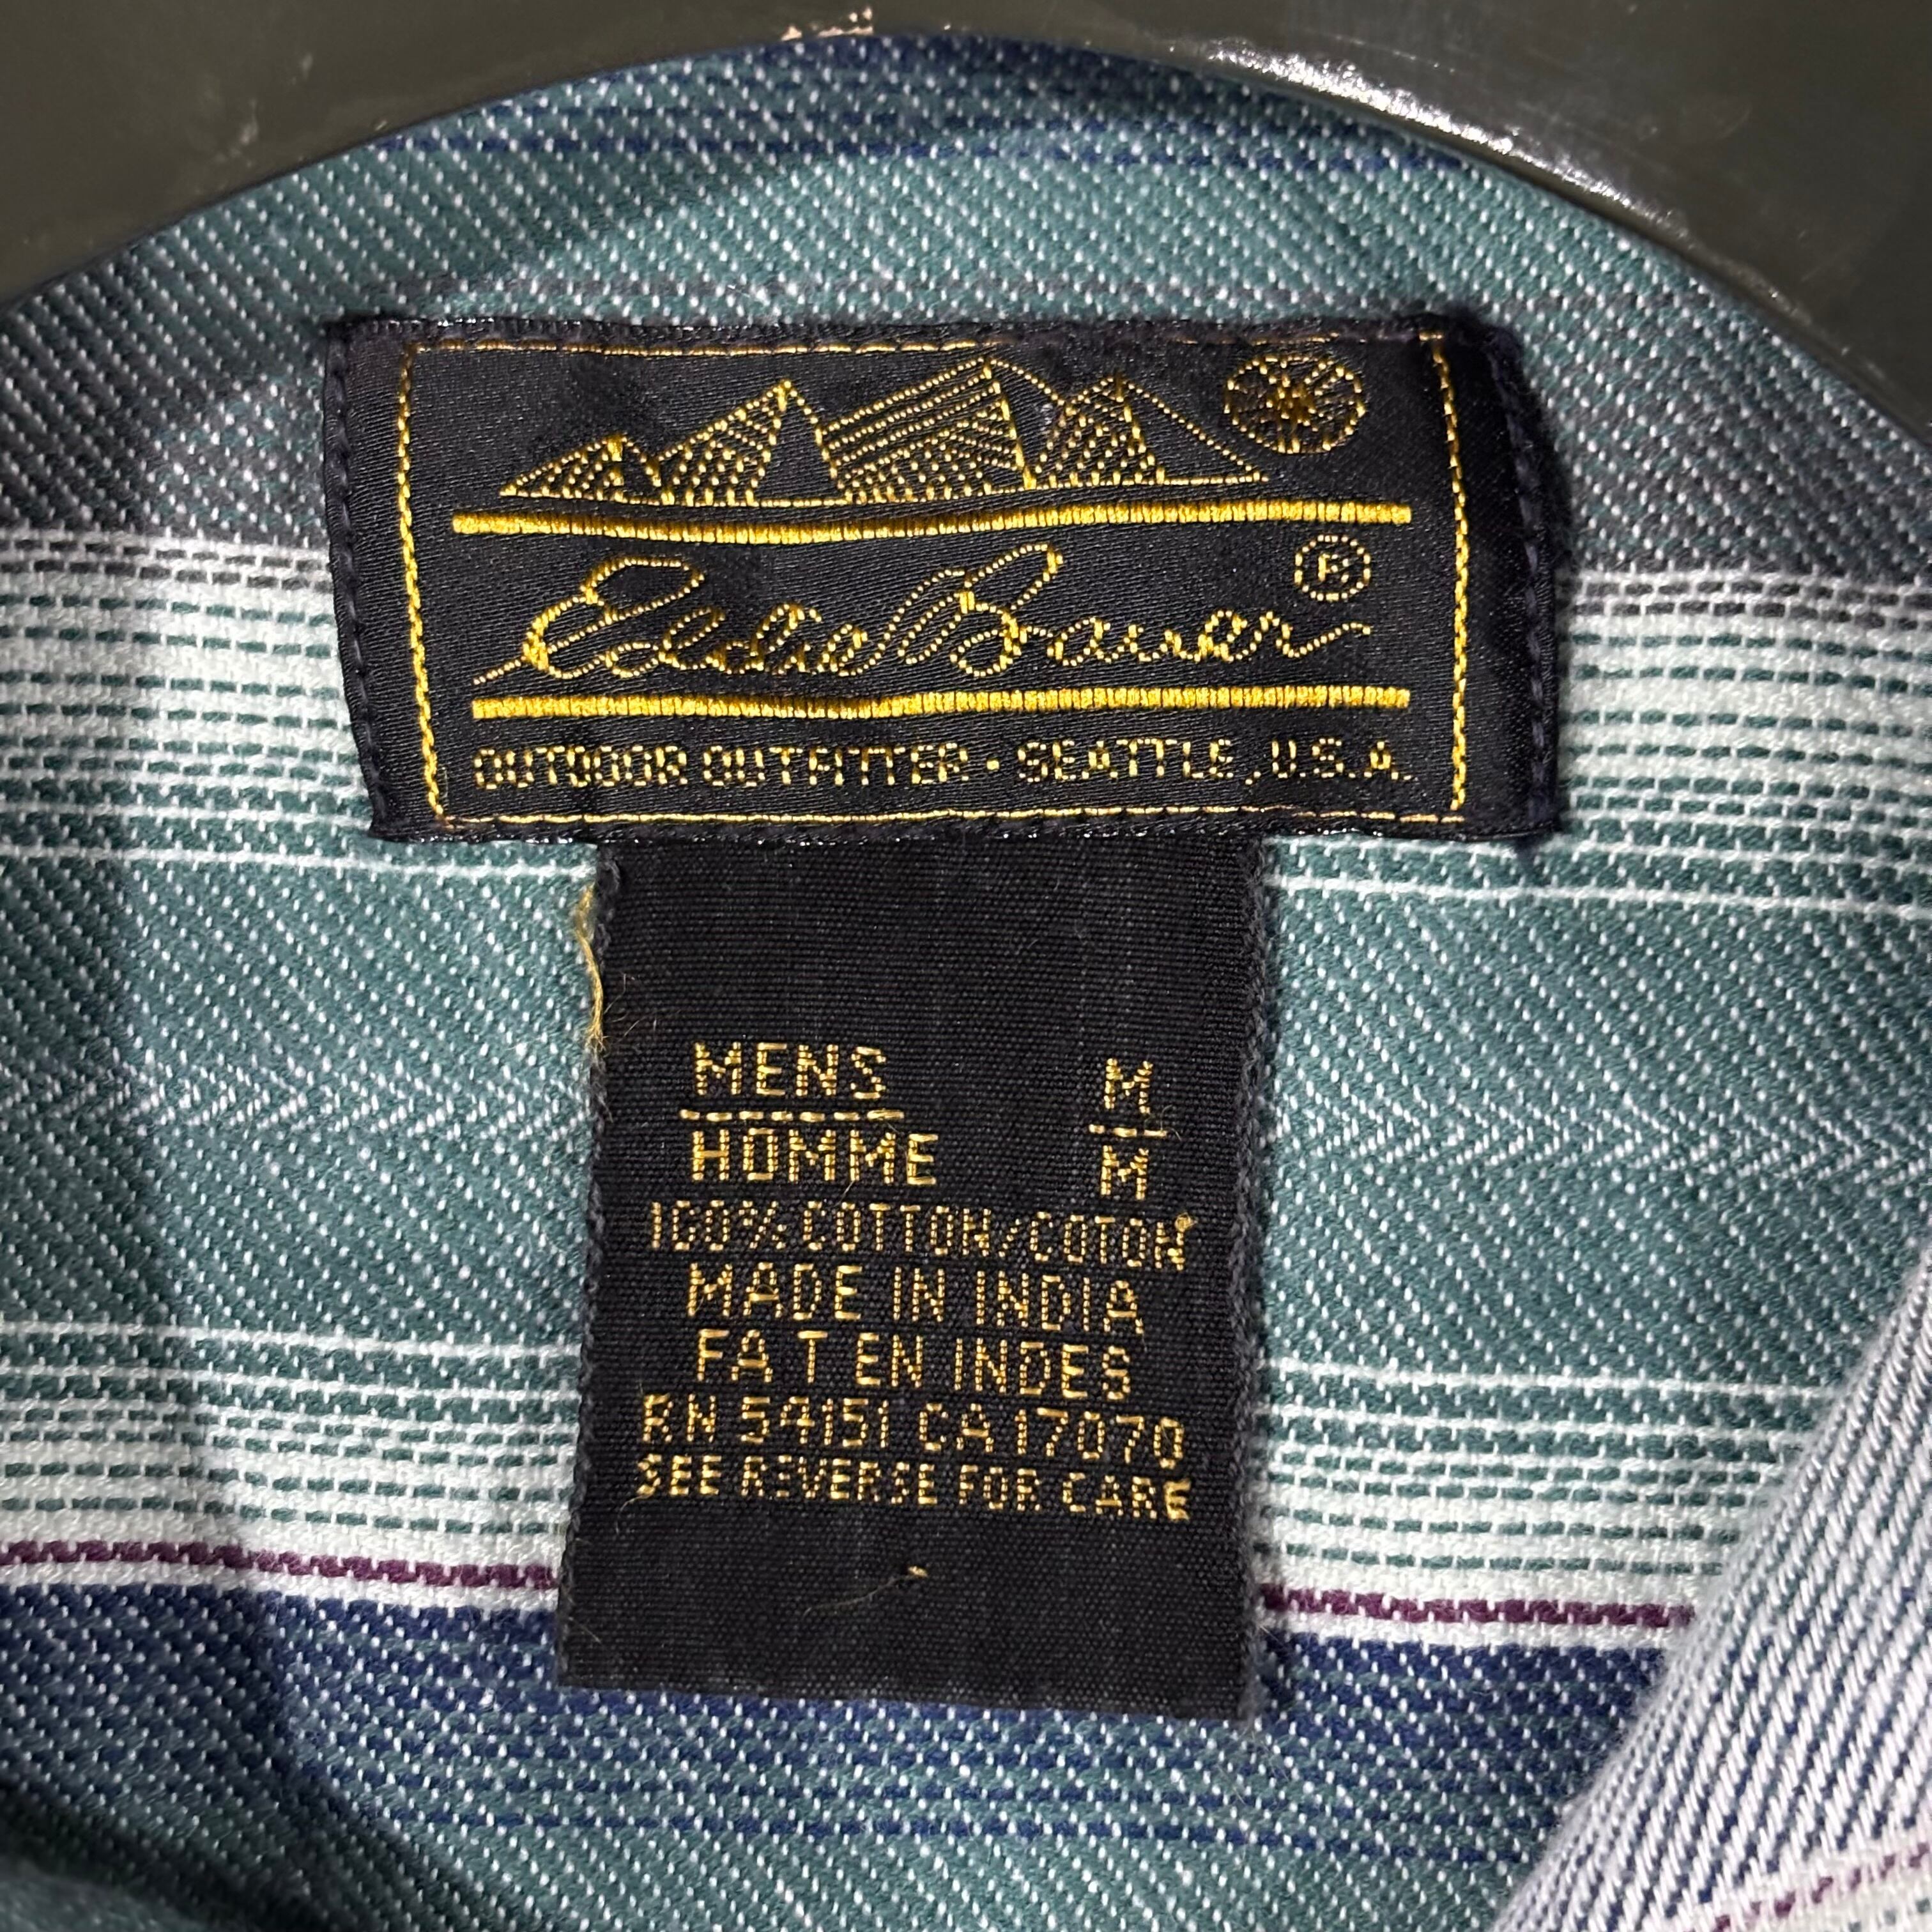 Eddie Bauer ®
OUTDOOR OUTFITTER • SEATTLE, U.S.A.
MENS M
HOMME M
100% COTTON/COTON
MADE IN INDIA
FA T EN INDES
RN 54151 CA 17070
SEE REVERSE FOR CARE